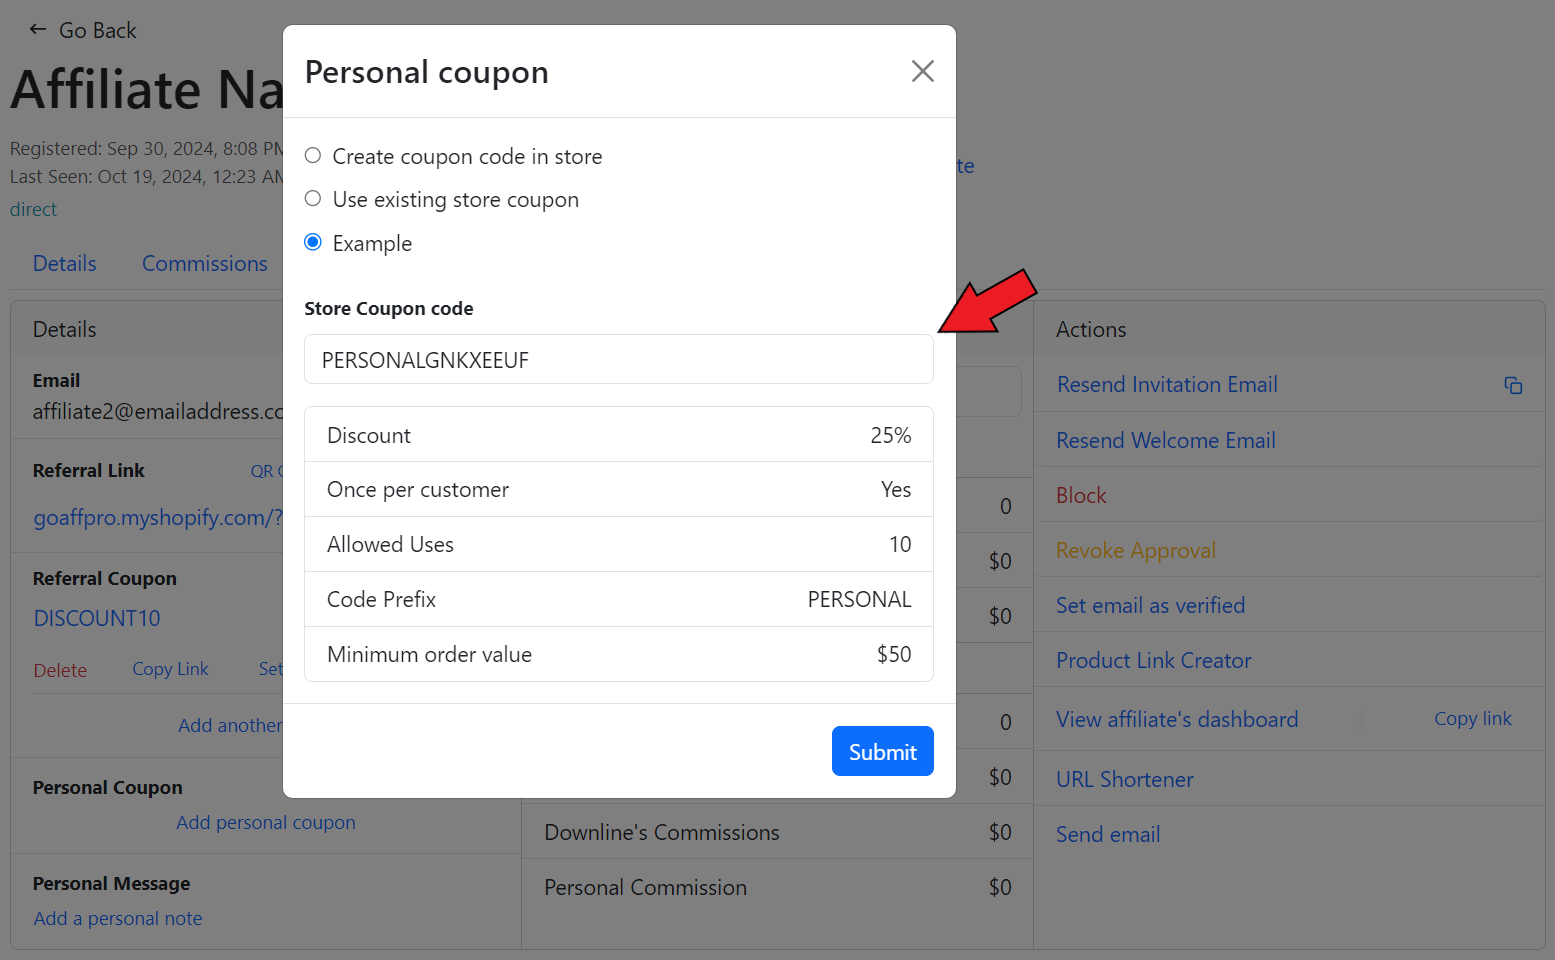 ← Go Back
Affiliate Na
Registered: Sep 30, 2024, 8:08 PM
Last Seen: Oct 19, 2024, 12:23 AM
direct
te
Details
Commissions
Details
Email
affiliate2@emailaddress.co
Referral Link
QR
goaffpro.myshopify.com/?
Referral Coupon
DISCOUNT10
Delete
Copy Link
Set
Add another
Personal Coupon
Add personal coupon
Personal Message
Add a personal note
Personal coupon
Create coupon code in store
Use existing store coupon
Example
Store Coupon code
PERSONALGNKXEEUF
Discount 25%
Once per customer Yes
Allowed Uses 10
Code Prefix PERSONAL
Minimum order value $50
Submit
0
$0
$0
0
$0
Downline's Commissions $0
Personal Commission $0
Actions
Resend Invitation Email
Resend Welcome Email
Block
Revoke Approval
Set email as verified
Product Link Creator
View affiliate's dashboard Copy link
URL Shortener
Send email